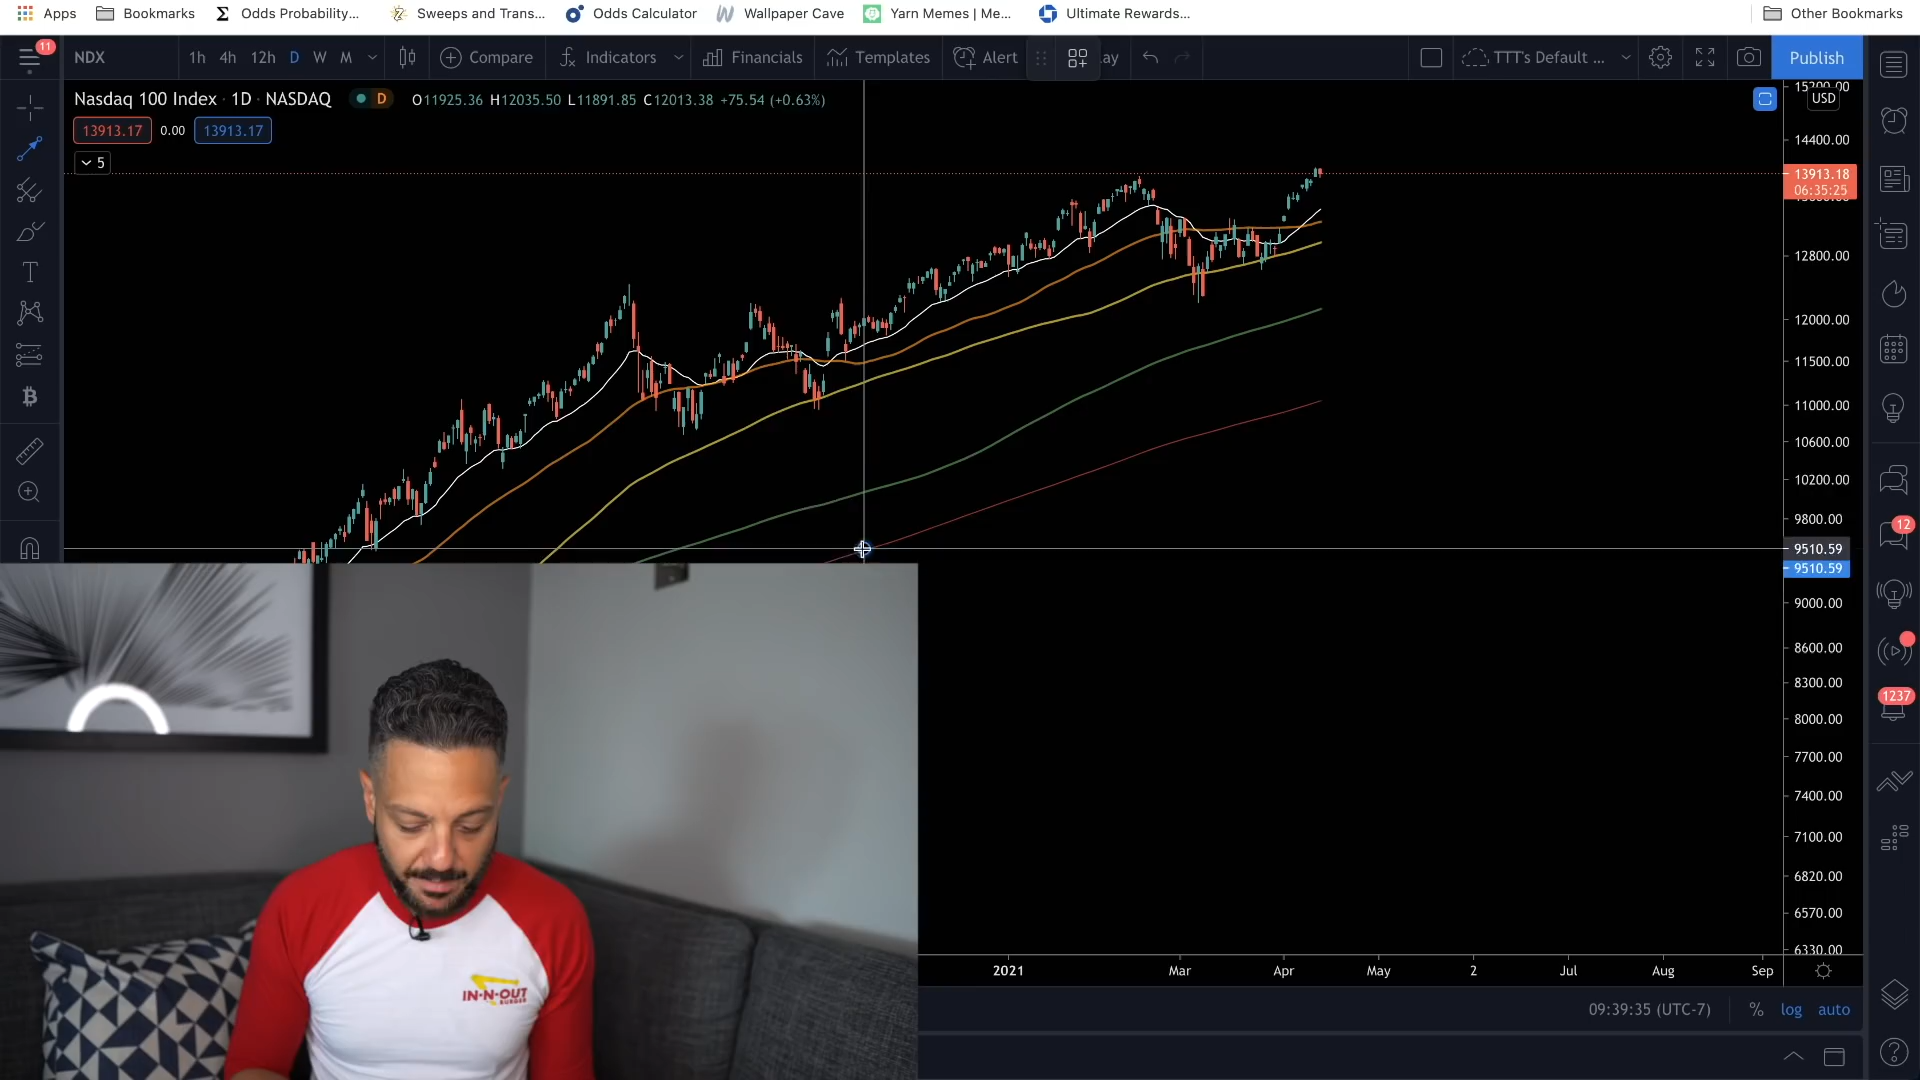 Apps Bookmarks Odds Probability... Sweeps and Trans... Odds Calculator Wallpaper Cave Yarn Memes | Me... Ultimate Rewards... Other Bookmarks
11 NDX 1h 4h 12h D W M Compare Indicators Financials Templates Alert ay TTT's Default ... Publish
Nasdaq 100 Index · 1D · NASDAQ D O11925.36 H12035.50 L11891.85 C12013.38 +75.54 (+0.63%)
13913.17 0.00 13913.17
5
USD
14400.00
13913.18
06:35:25
12800.00
12000.00
11500.00
11000.00
10600.00
10200.00
9800.00
9510.59
9510.59
9000.00
8600.00
8300.00
8000.00
7700.00
7400.00
7100.00
6820.00
6570.00
6330.00
12
1237
IN-N-OUT
BURGER
2021 Mar Apr May 2 Jul Aug Sep
09:39:35 (UTC-7) % log auto